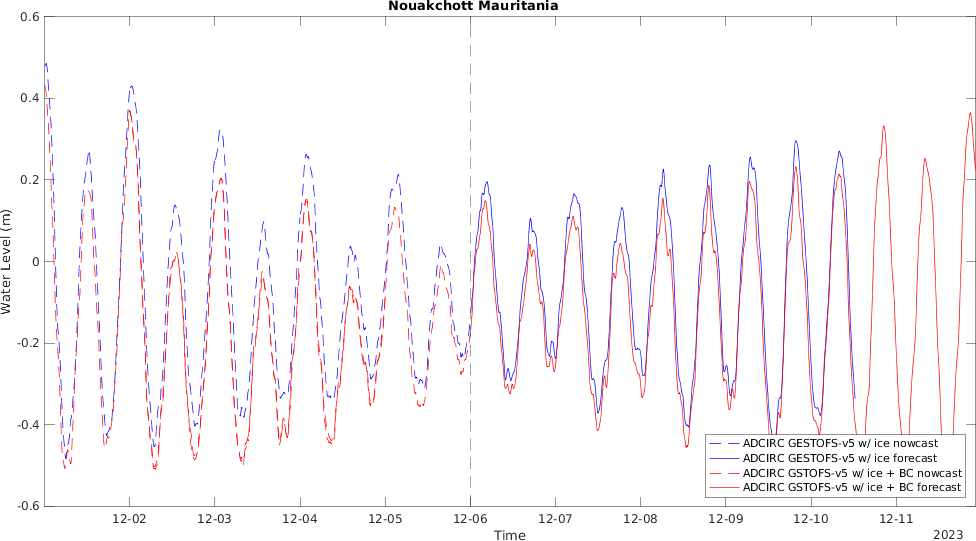 Nouakchott Mauritania
0.6
0.4
0.2
0
-0.2
-0.4
-0.6
Water Level (m)
12-02 12-03 12-04 12-05 12-06 12-07 12-08 12-09 12-10 12-11
Time
2023
ADCIRC GESTOFS-v5 w/ ice nowcast
ADCIRC GESTOFS-v5 w/ ice forecast
ADCIRC GSTOFS-v5 w/ ice + BC nowcast
ADCIRC GSTOFS-v5 w/ ice + BC forecast